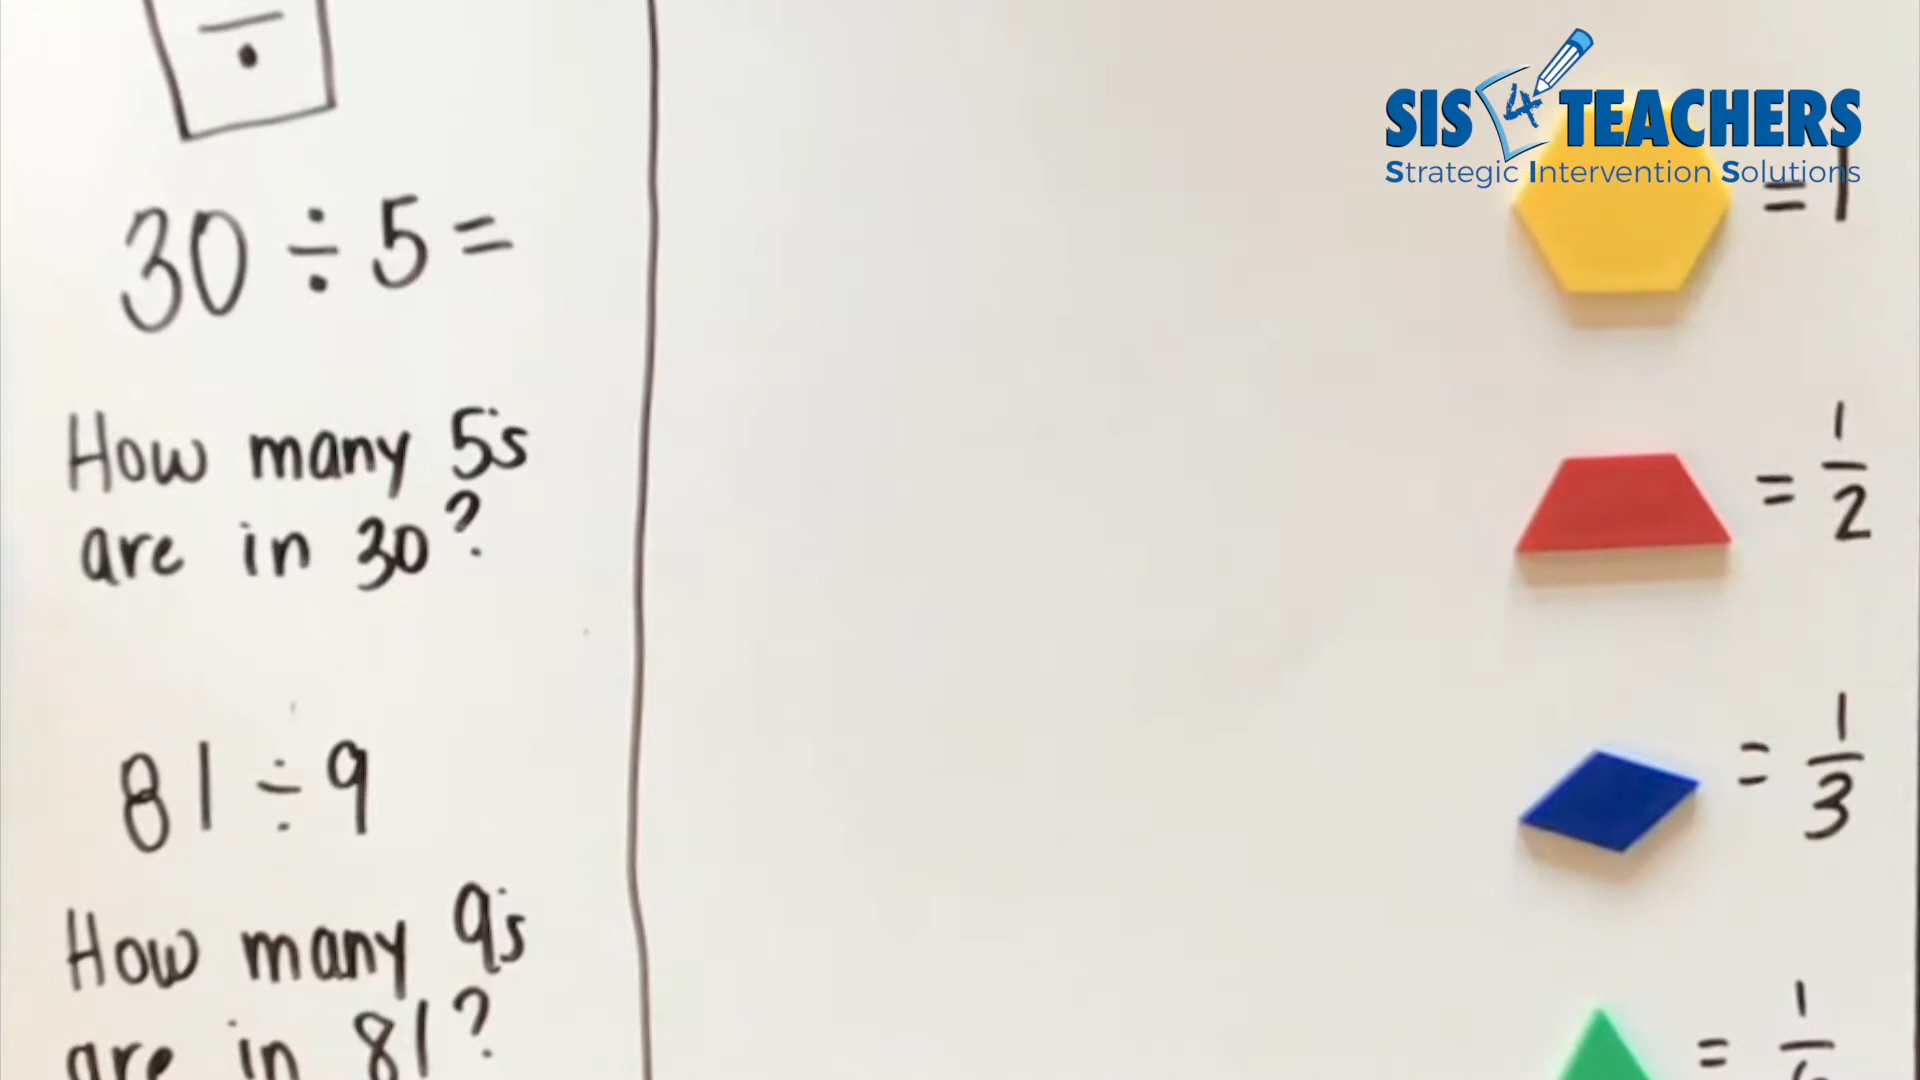 ÷
30 ÷ 5 =
How many 5's
are in 30?
81 ÷ 9
How many 9's
are in 81?
SIS 4 TEACHERS
Strategic Intervention Solutions
= 1
= 1/2
= 1/3
= 1/